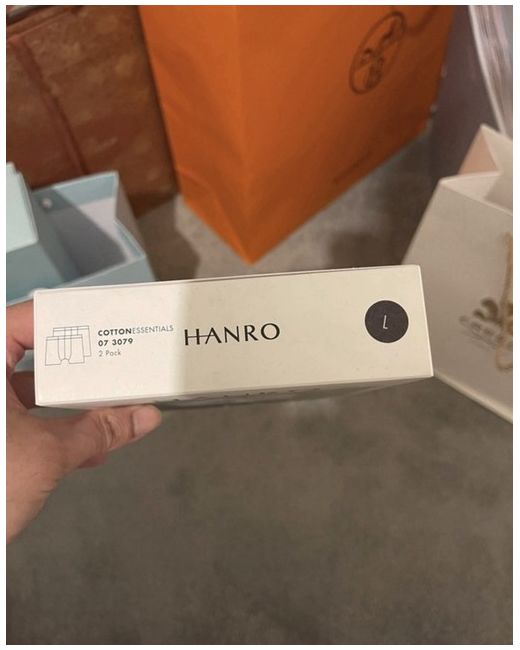 COTTONESSENTIALS
07 3079
2 Pack
HANRO
L